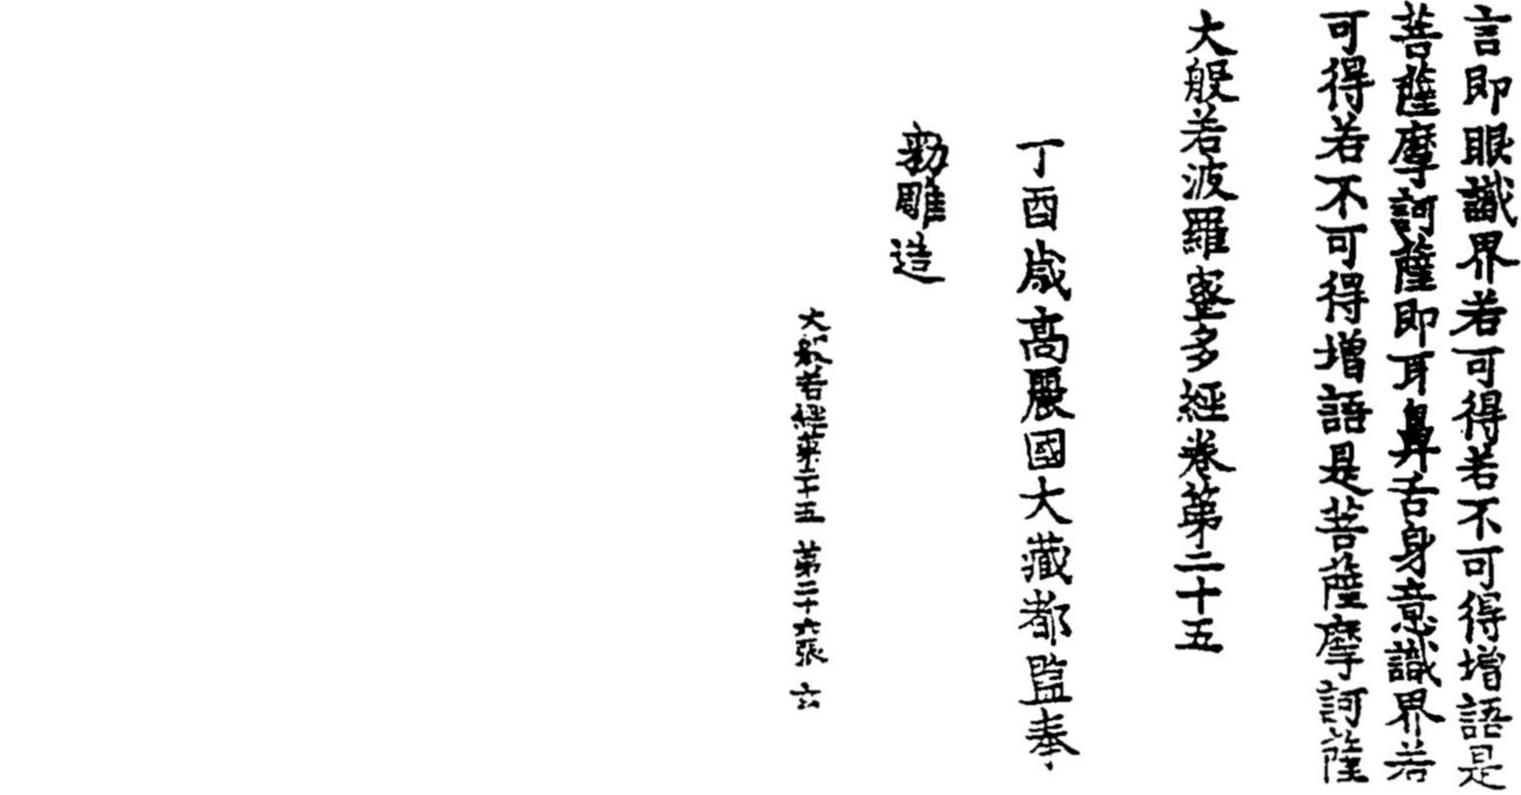 言即眼識界若可得若不可得增語是
菩薩摩訶薩即耳鼻舌身意識界若
可得若不可得增語是菩薩摩訶薩
大般若波羅蜜多經卷第二十五
丁酉歲高麗國大藏都監奉
勅雕造
大般若經第二十五 第二十六張